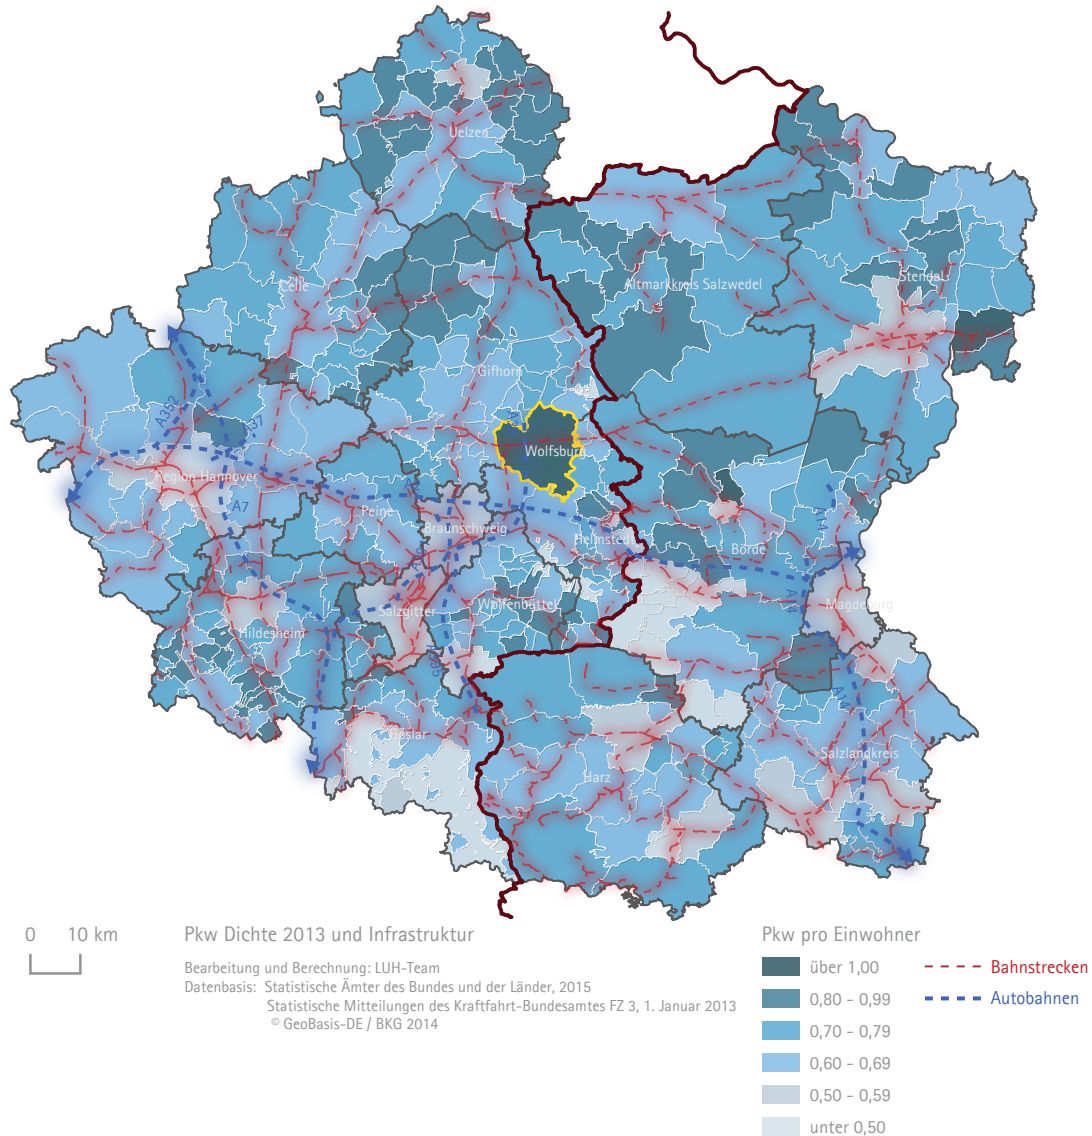 Uelzen
Celle
Altmarkkreis Salzwedel
Stendal
Gifhorn
A352
Wolfsburg
Region Hannover
A7
Peine
Braunschweig
Helmstedt
Börde
A14
Salzgitter
Wolfenbüttel
Magdeburg
Hildesheim
A14
Goslar
Harz
Salzlandkreis
0 10 km
Pkw Dichte 2013 und Infrastruktur
Bearbeitung und Berechnung: LUH-Team
Datenbasis: Statistische Ämter des Bundes und der Länder, 2015
Statistische Mitteilungen des Kraftfahrt-Bundesamtes FZ 3, 1. Januar 2013
© GeoBasis-DE / BKG 2014
Pkw pro Einwohner
über 1,00
0,80 - 0,99
0,70 - 0,79
0,60 - 0,69
0,50 - 0,59
unter 0,50
Bahnstrecken
Autobahnen